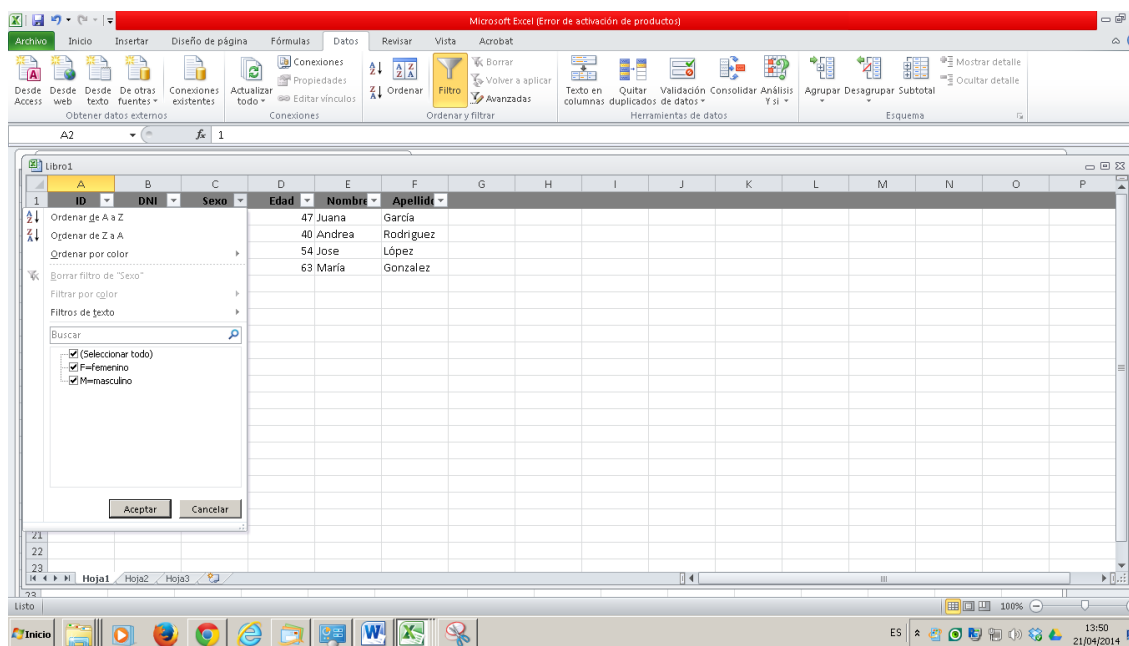 Microsoft Excel (Error de activación de productos)
Archivo Inicio Insertar Diseño de página Fórmulas Datos Revisar Vista Acrobat
Desde Access
Desde web
Desde texto
De otras fuentes
Conexiones existentes
Obtener datos externos
Actualizar todo
Conexiones
Propiedades
Editar vínculos
Conexiones
Ordenar
Filtro
Borrar
Volver a aplicar
Avanzadas
Ordenar y filtrar
Texto en columnas
Quitar duplicados
Validación de datos
Consolidar
Análisis Y si
Herramientas de datos
Agrupar
Desagrupar
Subtotal
Mostrar detalle
Ocultar detalle
Esquema
A2 fx 1
Libro1
A B C D E F G H I J K L M N O P
1 ID DNI Sexo Edad Nombre Apellido
47 Juana García
40 Andrea Rodriguez
54 Jose López
63 María Gonzalez
Ordenar de A a Z
Ordenar de Z a A
Ordenar por color
Borrar filtro de "Sexo"
Filtrar por color
Filtros de texto
Buscar
(Seleccionar todo)
F=femenino
M=masculino
Aceptar Cancelar
21
22
23
Hoja1 Hoja2 Hoja3
23
Listo 100%
Inicio ES 13:50
21/04/2014